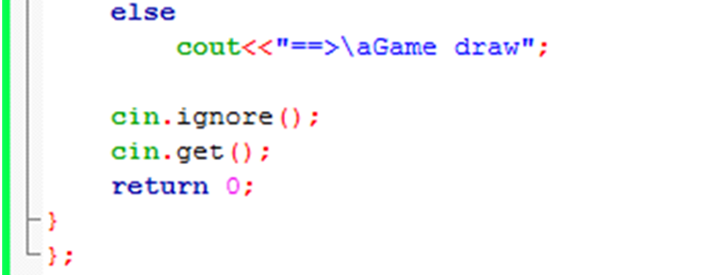 else
cout<<"==>\aGame draw";
cin.ignore();
cin.get();
return 0;
}
};